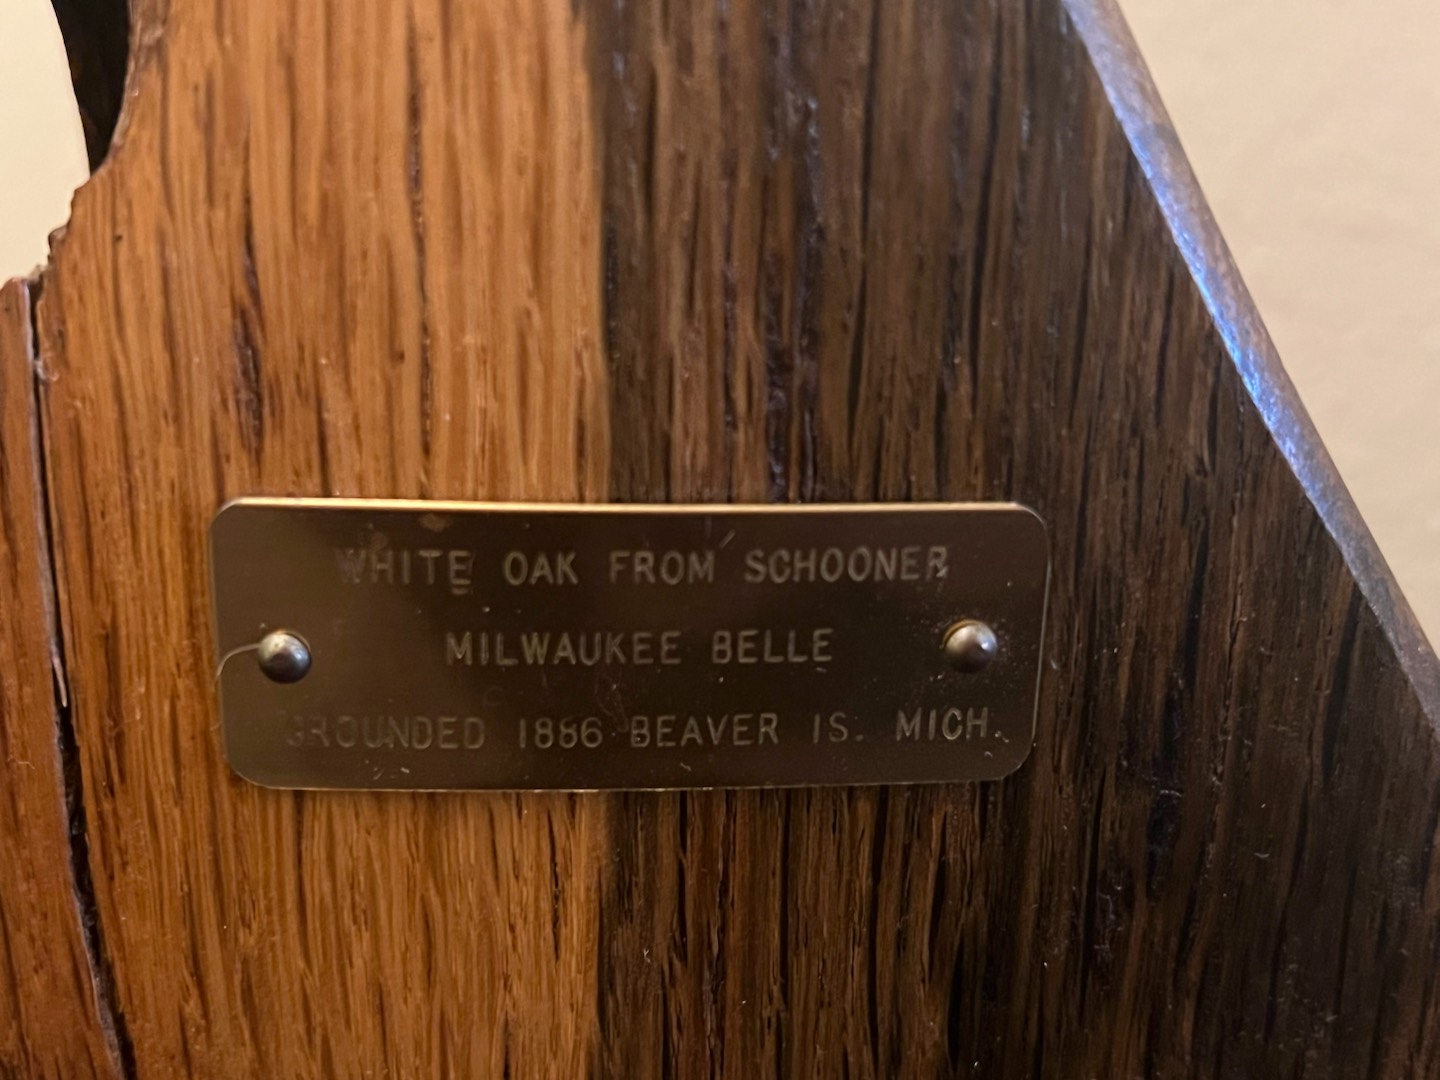 WHITE OAK FROM SCHOONER
MILWAUKEE BELLE
GROUNDED 1886 BEAVER IS. MICH.